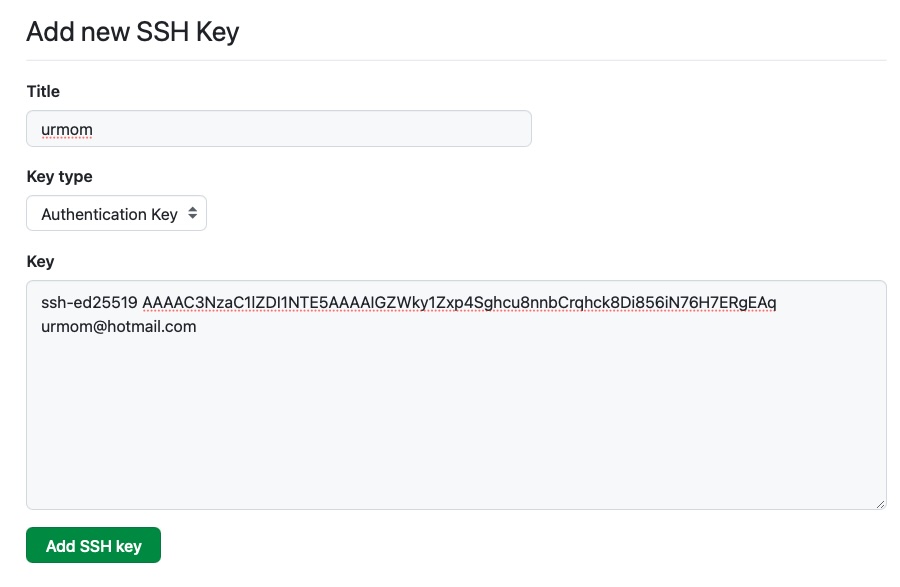 Add new SSH Key
Title
urmom
Key type
Authentication Key
Key
ssh-ed25519 AAAAC3NzaC1lZDI1NTE5AAAAIGZWky1Zxp4Sghcu8nnbCrqhck8Di856iN76H7ERgEAq
urmom@hotmail.com
Add SSH key